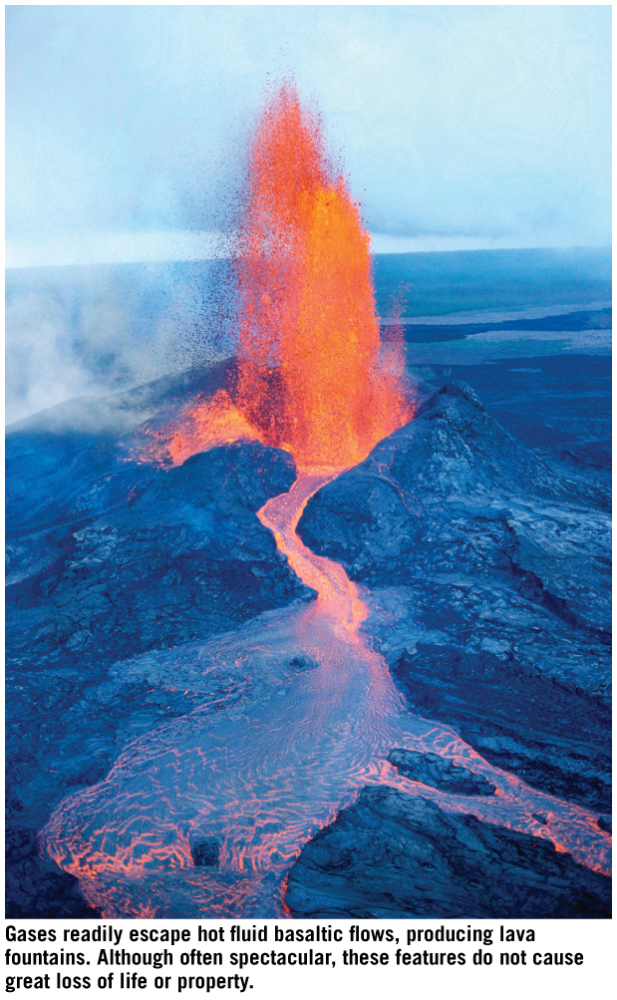 Gases readily escape hot fluid basaltic flows, producing lava
fountains. Although often spectacular, these features do not cause
great loss of life or property.